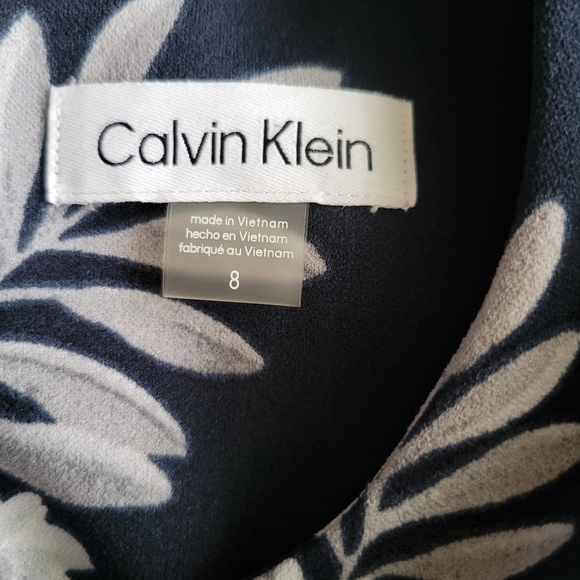 Calvin Klein
made in Vietnam
hecho en Vietnam
fabriqué au Vietnam
8